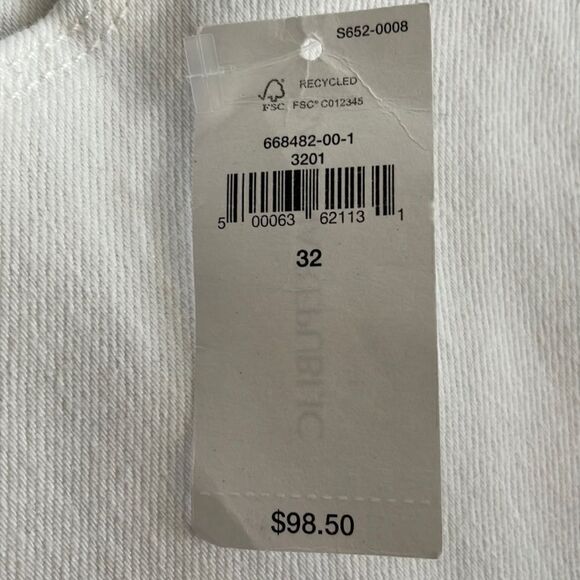 S652-0008
RECYCLED
FSC FSC® C012345
668482-00-1
3201
5 00063 62113 1
32
$98.50